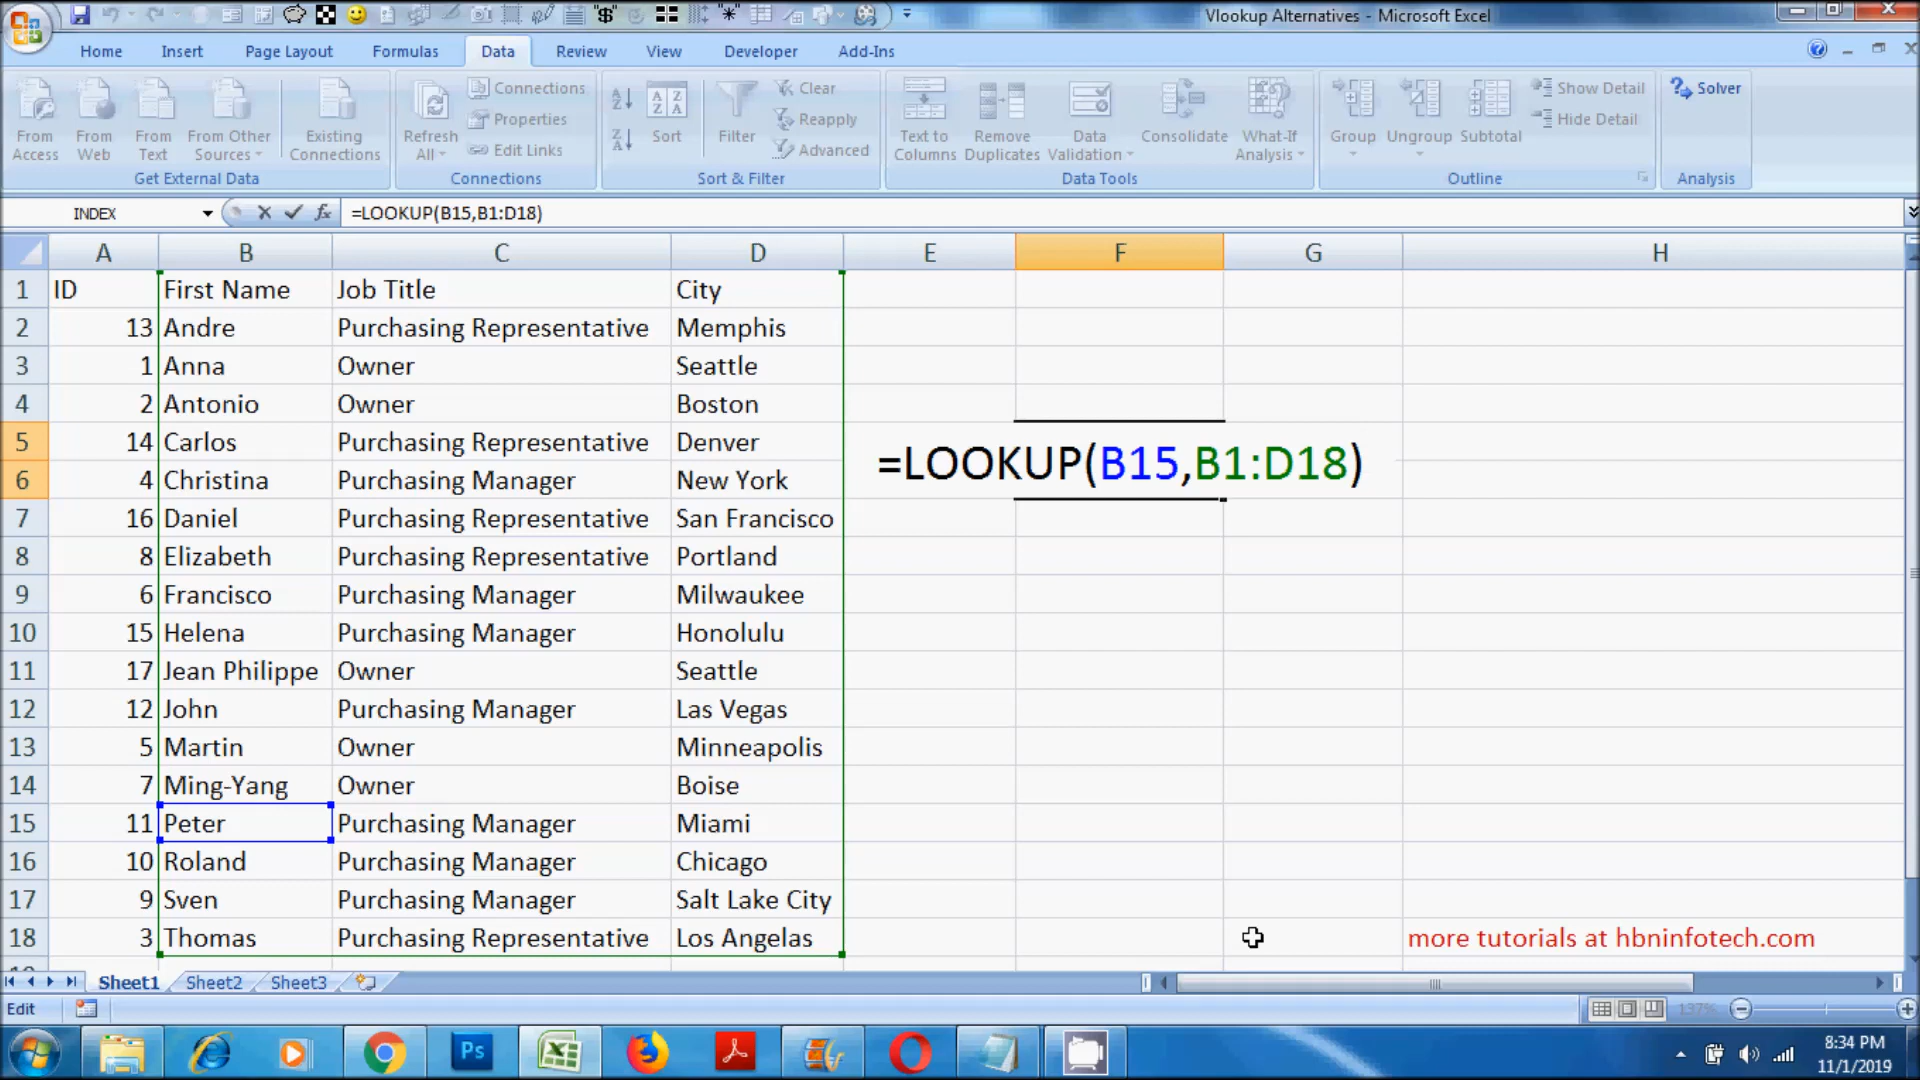 Vlookup Alternatives - Microsoft Excel
Home Insert Page Layout Formulas Data Review View Developer Add-Ins
From Access From Web From Text From Other Sources Existing Connections
Get External Data
Refresh All Connections Properties Edit Links
Connections
Sort Filter Clear Reapply Advanced
Sort & Filter
Text to Columns Remove Duplicates Data Validation Consolidate What-If Analysis
Data Tools
Group Ungroup Subtotal Show Detail Hide Detail
Outline
Solver
Analysis
INDEX fx =LOOKUP(B15,B1:D18)
A B C D E F G H
1 ID First Name Job Title City
2 13 Andre Purchasing Representative Memphis
3 1 Anna Owner Seattle
4 2 Antonio Owner Boston
5 14 Carlos Purchasing Representative Denver
=LOOKUP(B15,B1:D18)
6 4 Christina Purchasing Manager New York
7 16 Daniel Purchasing Representative San Francisco
8 8 Elizabeth Purchasing Representative Portland
9 6 Francisco Purchasing Manager Milwaukee
10 15 Helena Purchasing Manager Honolulu
11 17 Jean Philippe Owner Seattle
12 12 John Purchasing Manager Las Vegas
13 5 Martin Owner Minneapolis
14 7 Ming-Yang Owner Boise
15 11 Peter Purchasing Manager Miami
16 10 Roland Purchasing Manager Chicago
17 9 Sven Purchasing Manager Salt Lake City
18 3 Thomas Purchasing Representative Los Angelas more tutorials at hbninfotech.com
Sheet1 Sheet2 Sheet3
Edit 137%
Ps
8:34 PM
11/1/2019